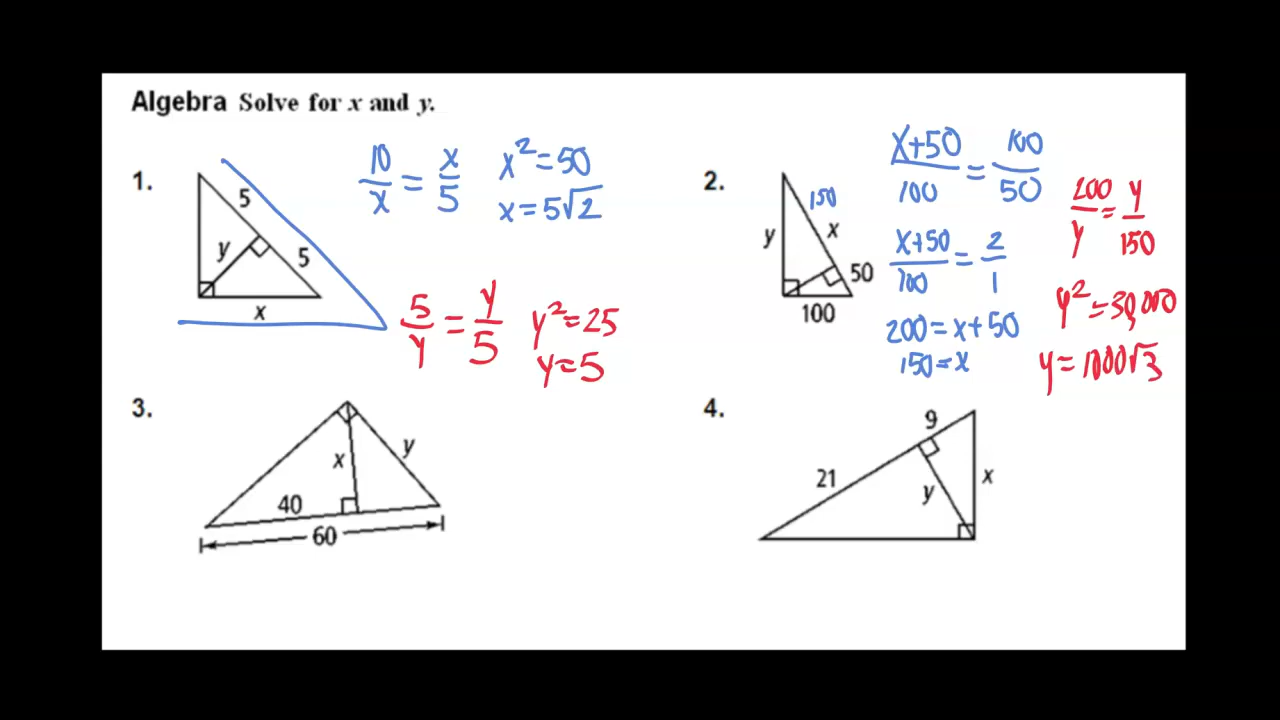 Algebra Solve for x and y.
1.
5
5
y
x
10/x = x/5
x² = 50
x = 5√2
5/y = y/5
y² = 25
y = 5
2.
y
150
x
50
100
x+50/100 = 100/50
x+50/100 = 2/1
200 = x+50
150 = x
200/y = y/150
y² = 30,000
y = 1000√3
3.
x
y
40
60
4.
9
21
y
x